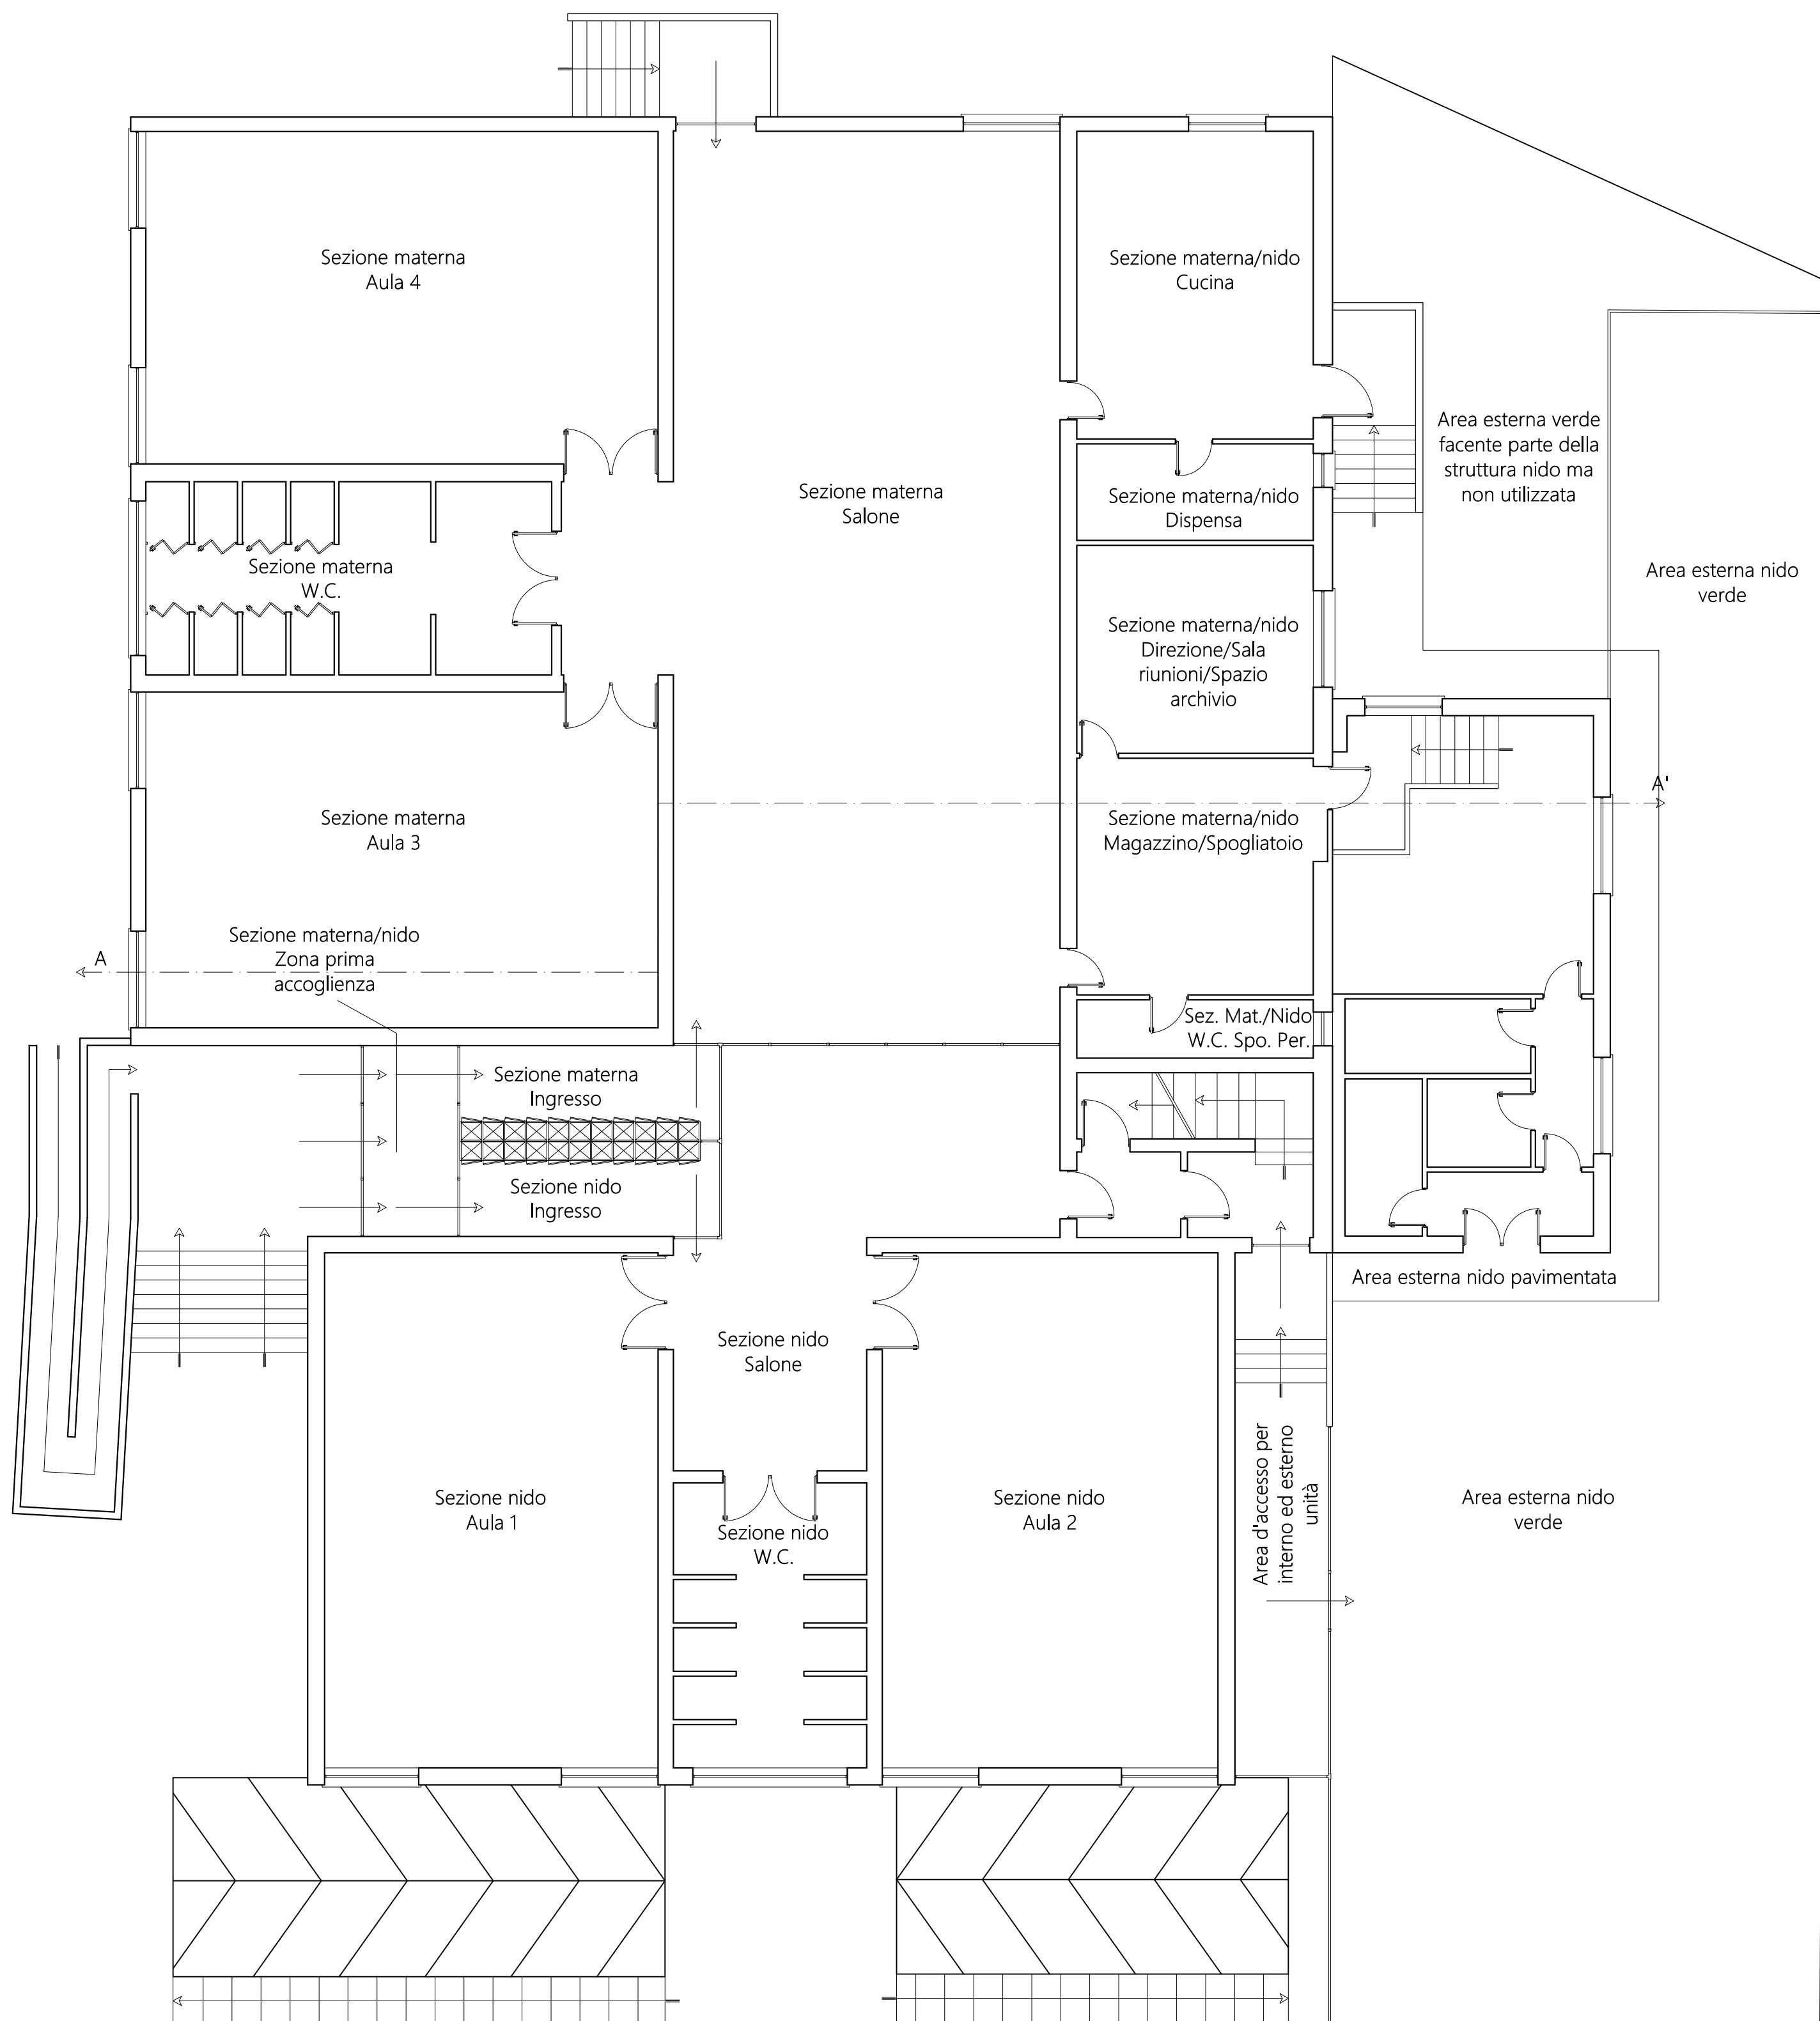 Sezione materna
Aula 4
Sezione materna/nido
Cucina
Area esterna verde
facente parte della
struttura nido ma
non utilizzata
Sezione materna
Salone
Sezione materna/nido
Dispensa
Sezione materna
W.C.
Area esterna nido
verde
Sezione materna/nido
Direzione/Sala
riunioni/Spazio
archivio
A'
Sezione materna
Aula 3
Sezione materna/nido
Magazzino/Spogliatoio
Sezione materna/nido
Zona prima
accoglienza
A
Sez. Mat./Nido
W.C. Spo. Per.
Sezione materna
Ingresso
Sezione nido
Ingresso
Area esterna nido pavimentata
Sezione nido
Salone
Sezione nido
Aula 1
Sezione nido
W.C.
Sezione nido
Aula 2
Area d'accesso per
interno ed esterno
unità
Area esterna nido
verde